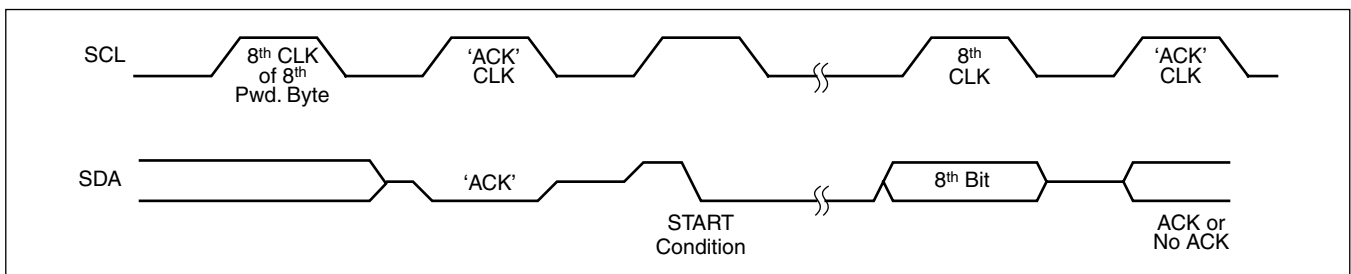 SCL
8th CLK
of 8th
Pwd. Byte
'ACK'
CLK
8th
CLK
'ACK'
CLK
SDA
'ACK'
START
Condition
8th Bit
ACK or
No ACK